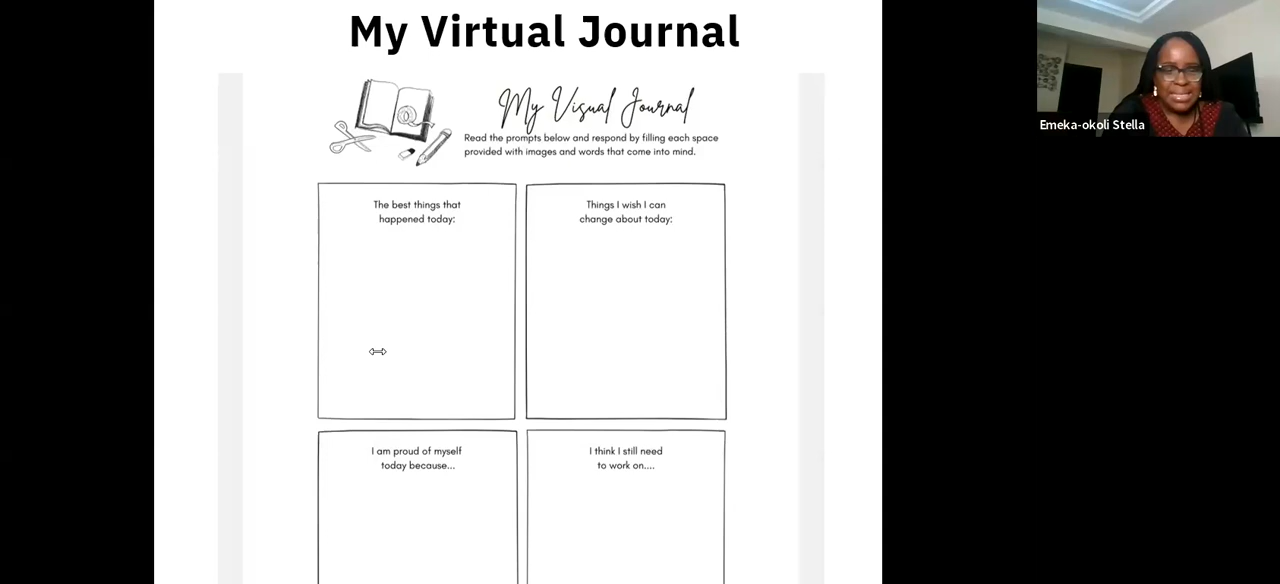 My Virtual Journal
My Visual Journal
Read the prompts below and respond by filling each space
provided with images and words that come into mind.
The best things that
happened today:
Things I wish I can
change about today:
I am proud of myself
today because...
I think I still need
to work on....
Emeka-okoli Stella